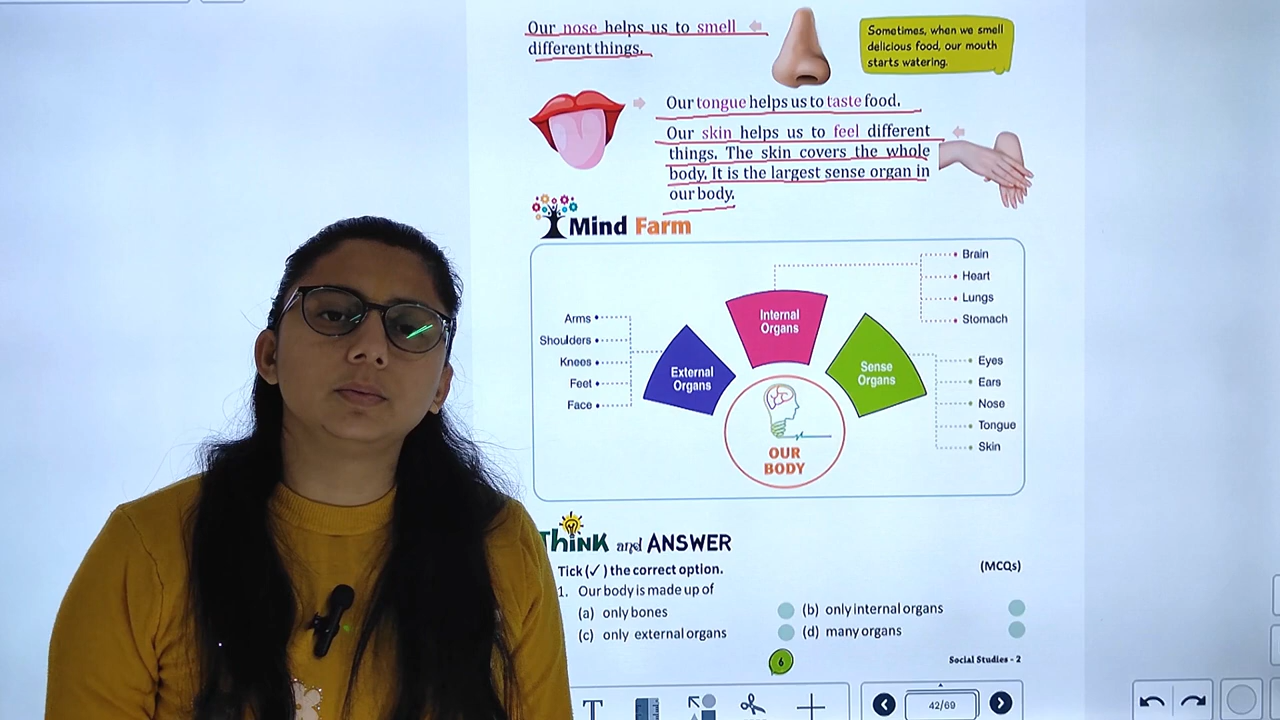 Our nose helps us to smell
different things.
Sometimes, when we smell
delicious food, our mouth
starts watering.
Our tongue helps us to taste food.
Our skin helps us to feel different
things. The skin covers the whole
body. It is the largest sense organ in
our body.
Mind Farm
Arms
Shoulders
Knees
Feet
Face
External
Organs
Internal
Organs
Brain
Heart
Lungs
Stomach
Sense
Organs
Eyes
Ears
Nose
Tongue
Skin
OUR
BODY
Think and ANSWER
Tick (✓) the correct option. (MCQs)
1. Our body is made up of
(a) only bones (b) only internal organs
(c) only external organs (d) many organs
6
Social Studies - 2
T
42/69